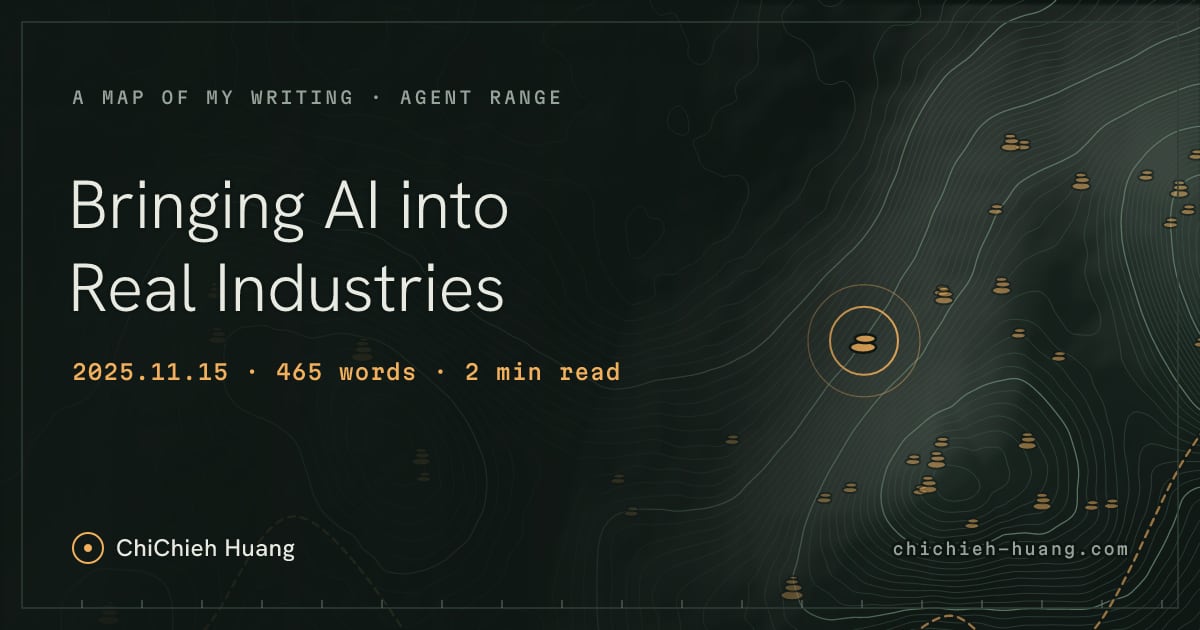 A MAP OF MY WRITING · AGENT RANGE
Bringing AI into
Real Industries
2025.11.15 · 465 words · 2 min read
ChiChieh Huang
chichieh-huang.com